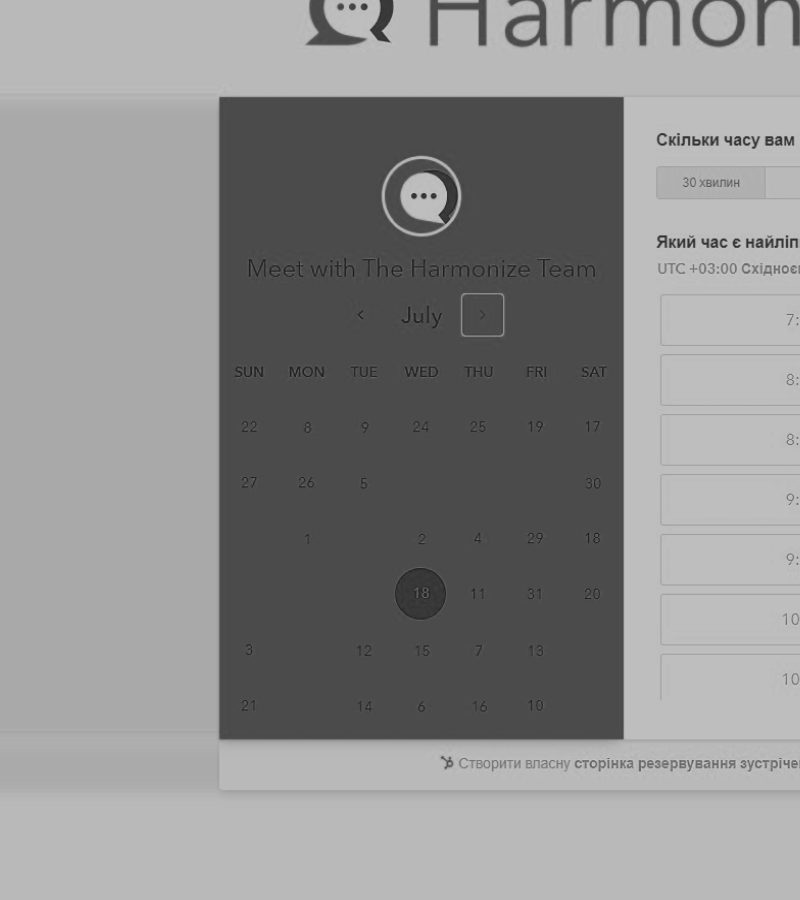 Harmon
Meet with The Harmonize Team
July
SUN MON TUE WED THU FRI SAT
22 8 9 24 25 19 17
27 26 5 30
1 2 4 29 18
18 11 31 20
3 12 15 7 13
21 14 6 16 10
Скільки часу вам
30 хвилин
Який час є найліп
UTC +03:00 Східноє
7:
8:
8:
9:
9:
10
10
Створити власну сторінка резервування зустріче